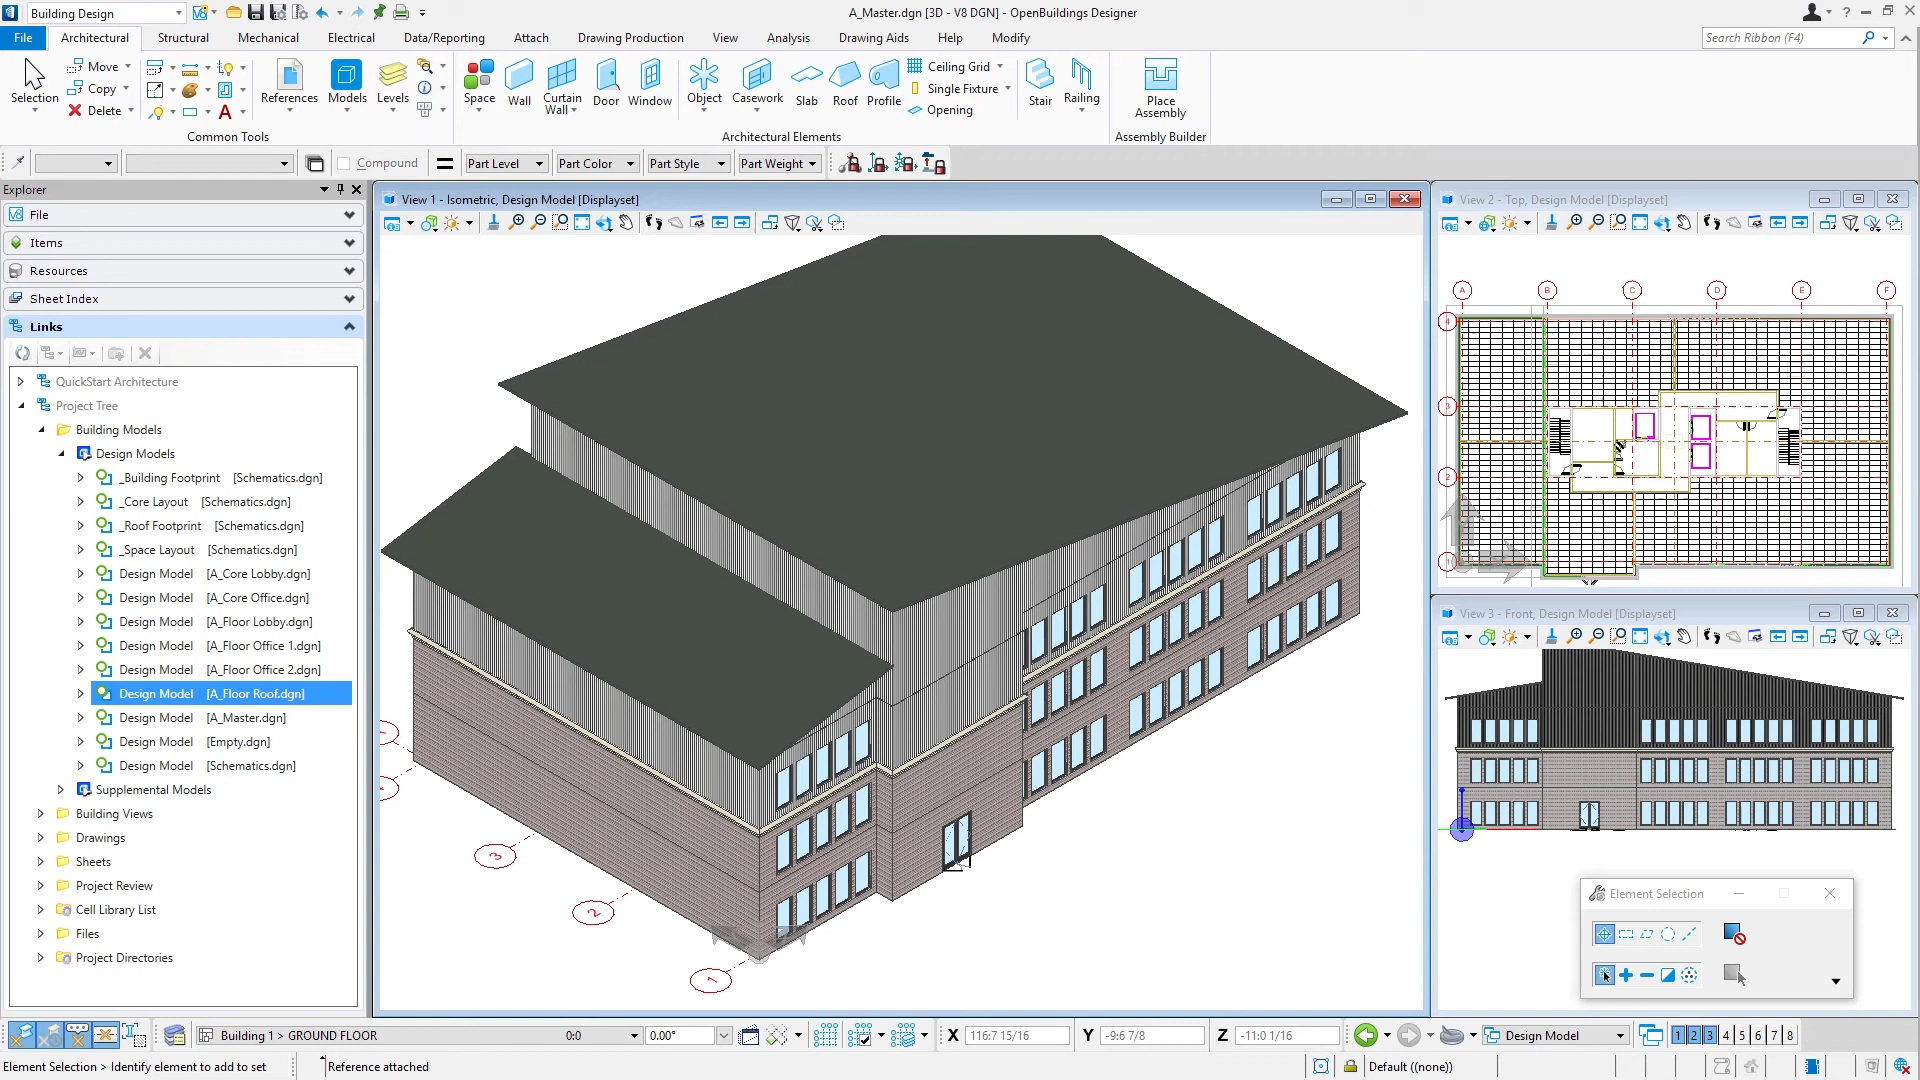 Building Design
A_Master.dgn [3D - V8 DGN] - OpenBuildings Designer
File Architectural Structural Mechanical Electrical Data/Reporting Attach Drawing Production View Analysis Drawing Aids Help Modify
Search Ribbon (F4)
Selection
Move
Copy
Delete
References
Models
Levels
Common Tools
Space
Wall
Curtain Wall
Door
Window
Object
Casework
Slab
Roof
Profile
Ceiling Grid
Single Fixture
Opening
Architectural Elements
Stair
Railing
Place Assembly
Assembly Builder
Compound
Part Level
Part Color
Part Style
Part Weight
Explorer
File
Items
Resources
Sheet Index
Links
QuickStart Architecture
Project Tree
Building Models
Design Models
_Building Footprint [Schematics.dgn]
_Core Layout [Schematics.dgn]
_Roof Footprint [Schematics.dgn]
_Space Layout [Schematics.dgn]
Design Model [A_Core Lobby.dgn]
Design Model [A_Core Office.dgn]
Design Model [A_Floor Lobby.dgn]
Design Model [A_Floor Office 1.dgn]
Design Model [A_Floor Office 2.dgn]
Design Model [A_Floor Roof.dgn]
Design Model [A_Master.dgn]
Design Model [Empty.dgn]
Design Model [Schematics.dgn]
Supplemental Models
Building Views
Drawings
Sheets
Project Review
Cell Library List
Files
Project Directories
View 1 - Isometric, Design Model [Displayset]
3
2
1
View 2 - Top, Design Model [Displayset]
A B C D E F
4
3
2
1
View 3 - Front, Design Model [Displayset]
Element Selection
Building 1 > GROUND FLOOR 0:0
0.00°
X 116:7 15/16
Y -9:6 7/8
Z -11:0 1/16
Design Model
1 2 3 4 5 6 7 8
Element Selection > Identify element to add to set
Reference attached
Default ((none))